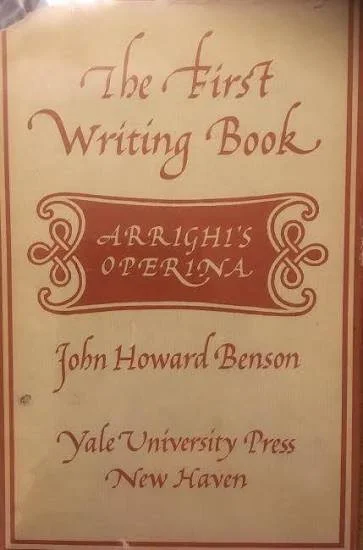 The First
Writing Book
ARRIGHI'S
OPERINA
John Howard Benson
Yale University Press
New Haven